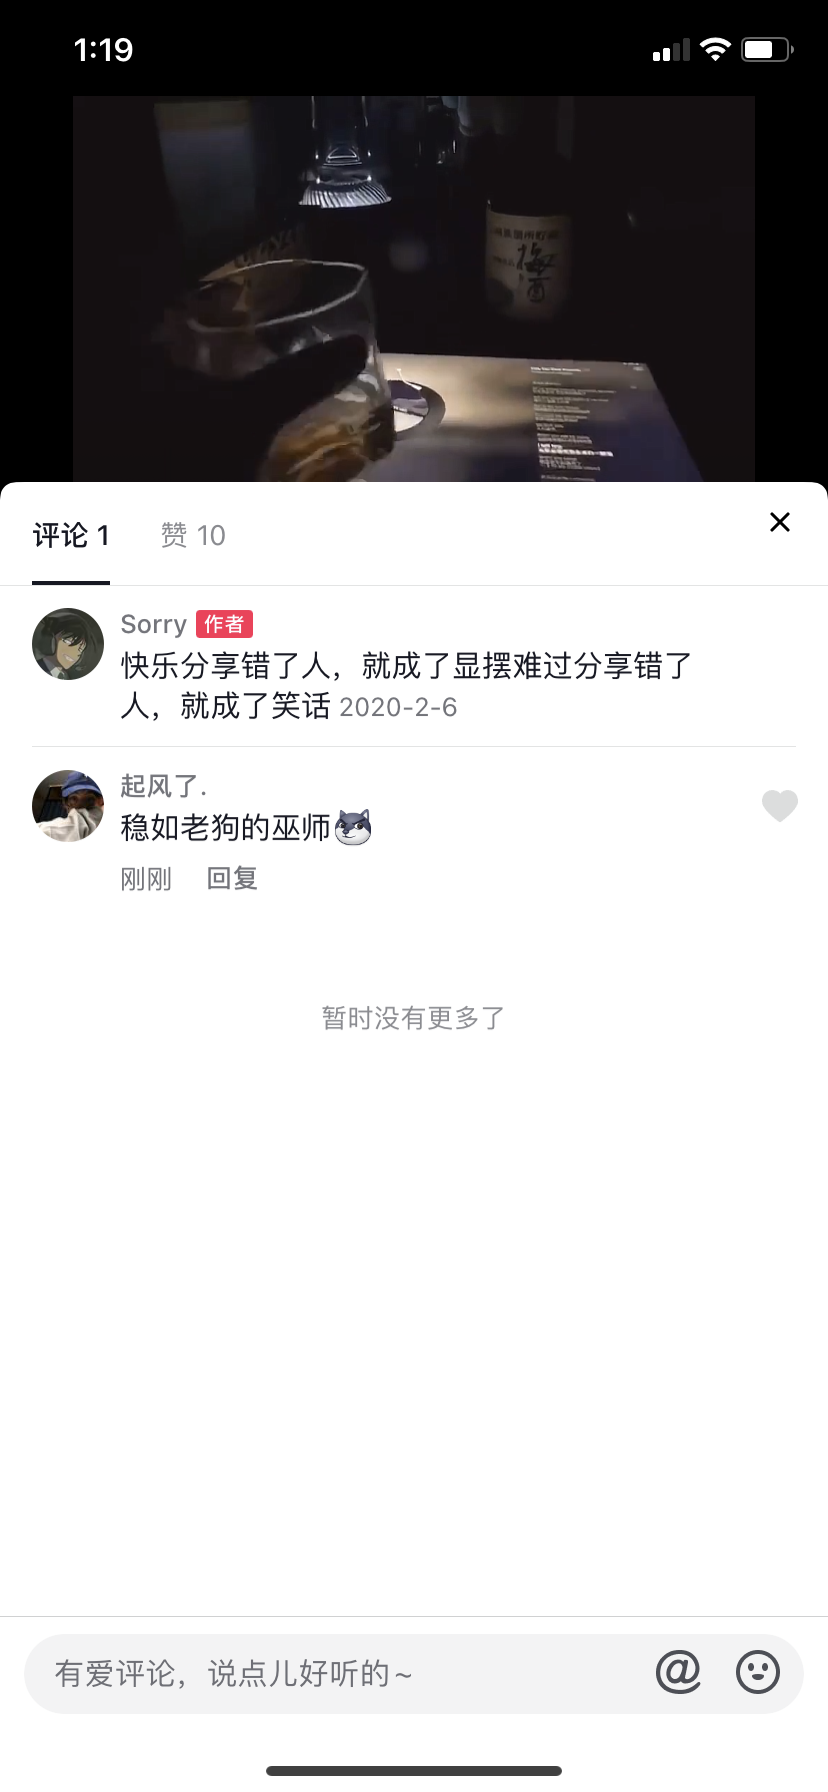 1:19
梅
酒
评论 1
赞 10
Sorry 作者
快乐分享错了人，就成了显摆难过分享错了
人，就成了笑话 2020-2-6
起风了.
稳如老狗的巫师
刚刚 回复
暂时没有更多了
有爱评论，说点儿好听的~
@